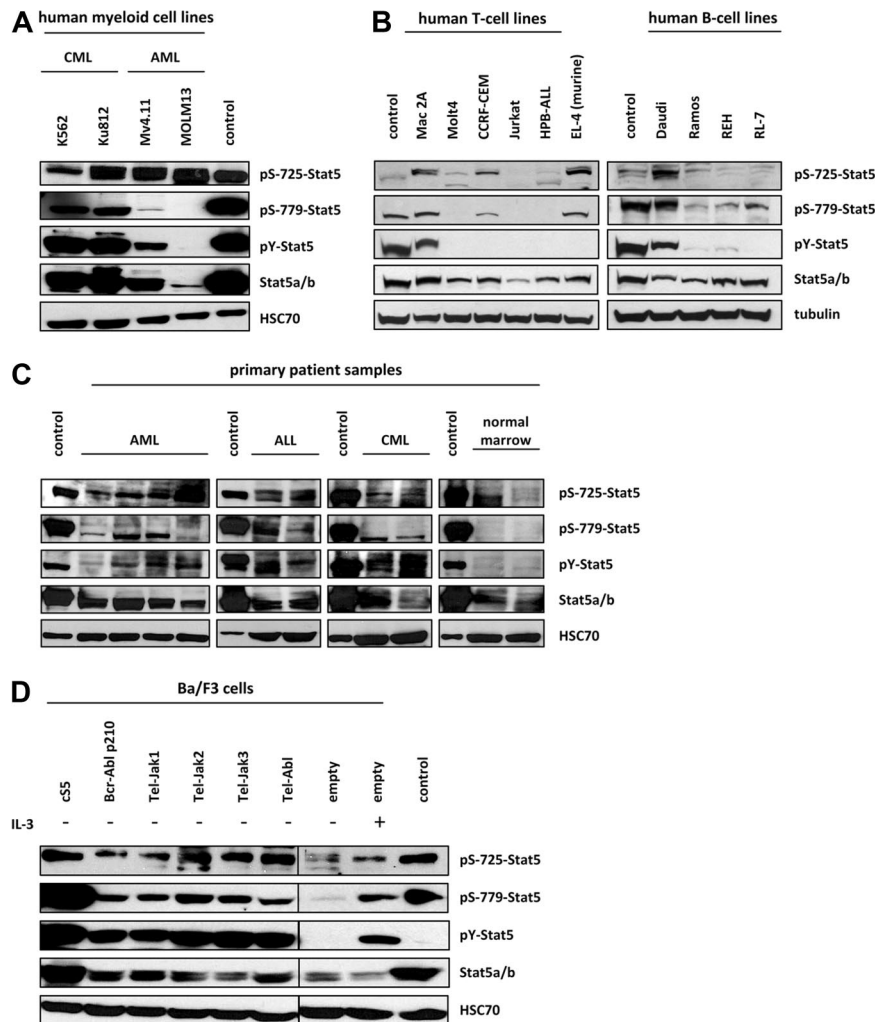 A
human myeloid cell lines
CML AML
K562 Ku812 Mv4.11 MOLM13 control
pS-725-Stat5
pS-779-Stat5
pY-Stat5
Stat5a/b
HSC70
B
human T-cell lines human B-cell lines
control Mac 2A Molt4 CCRF-CEM Jurkat HPB-ALL EL-4 (murine) control Daudi Ramos REH RL-7
pS-725-Stat5
pS-779-Stat5
pY-Stat5
Stat5a/b
tubulin
C
primary patient samples
control AML control ALL control CML control normal marrow
pS-725-Stat5
pS-779-Stat5
pY-Stat5
Stat5a/b
HSC70
D
Ba/F3 cells
cS5 Bcr-Abl p210 Tel-Jak1 Tel-Jak2 Tel-Jak3 Tel-Abl empty empty control
IL-3 - - - - - - - +
pS-725-Stat5
pS-779-Stat5
pY-Stat5
Stat5a/b
HSC70